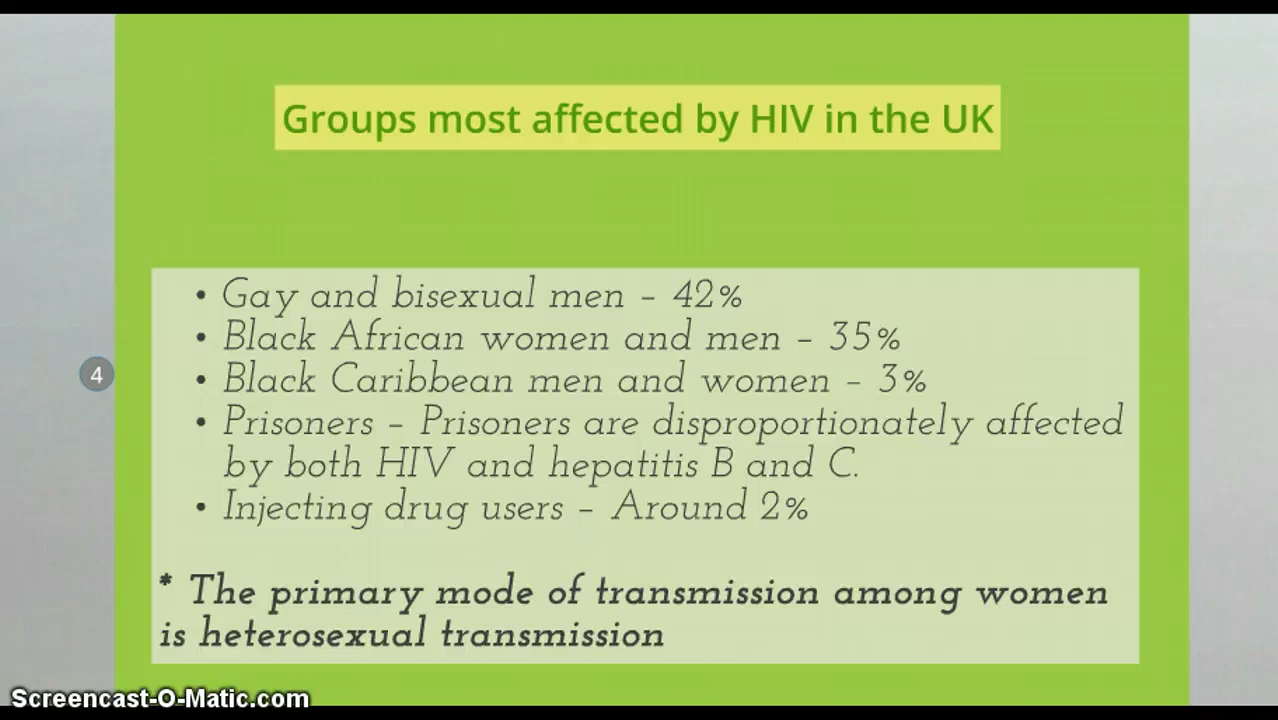 Groups most affected by HIV in the UK
• Gay and bisexual men – 42%
• Black African women and men – 35%
• Black Caribbean men and women – 3%
4
• Prisoners – Prisoners are disproportionately affected
by both HIV and hepatitis B and C.
• Injecting drug users – Around 2%
* The primary mode of transmission among women
is heterosexual transmission
Screencast-O-Matic.com